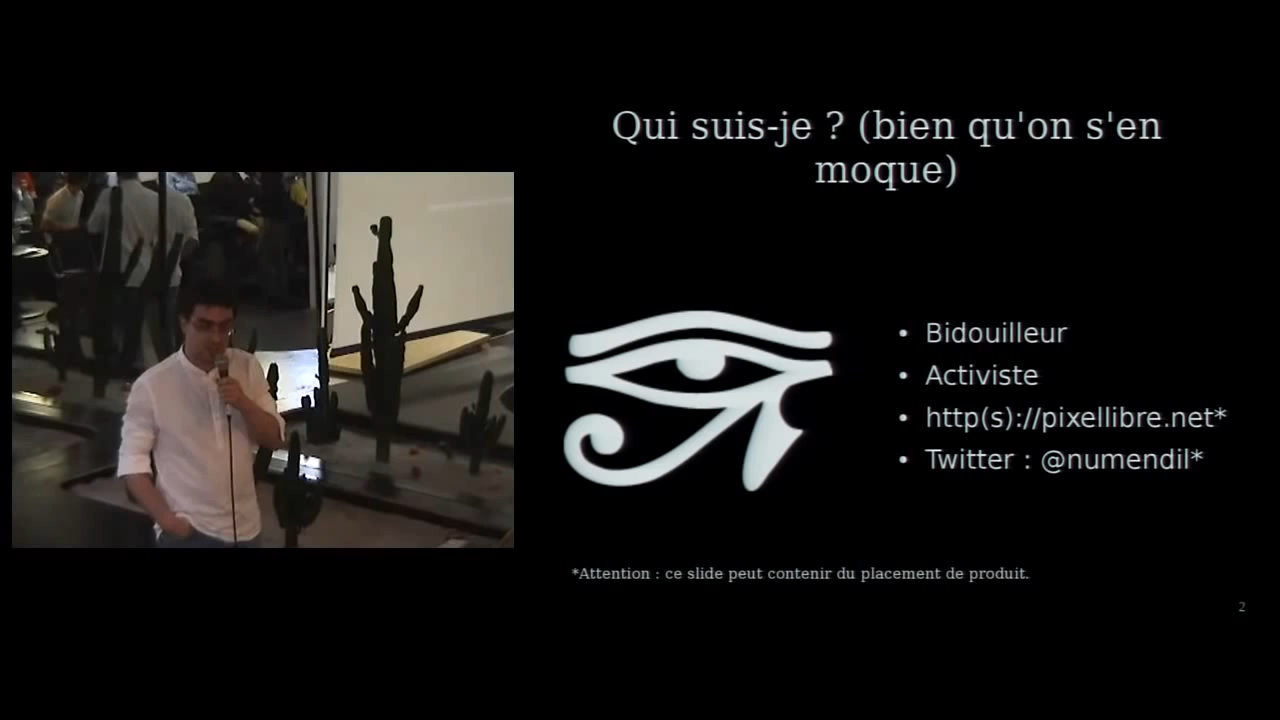 Qui suis-je ? (bien qu'on s'en
moque)
• Bidouilleur
• Activiste
• http(s)://pixellibre.net*
• Twitter : @numendil*
*Attention : ce slide peut contenir du placement de produit.
2